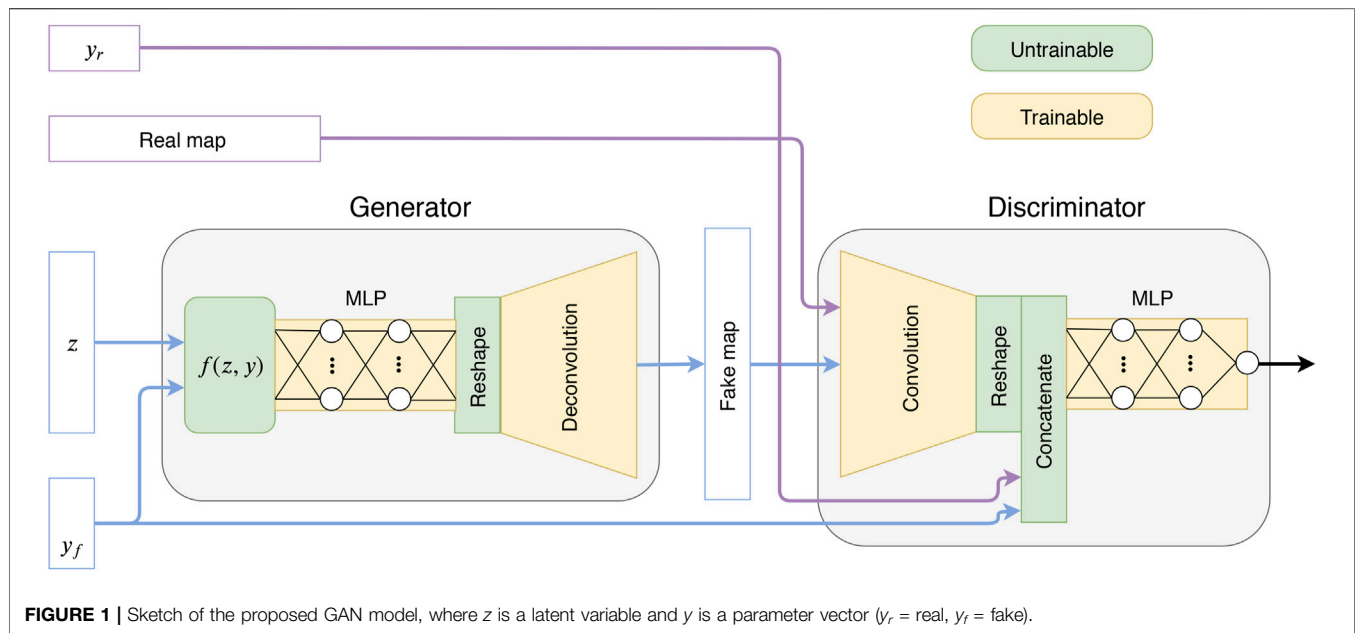 y_r
Untrainable
Real map
Trainable
Generator
Discriminator
z
f(z, y)
MLP
Reshape
Deconvolution
Fake map
Convolution
Reshape
Concatenate
MLP
y_f
FIGURE 1 | Sketch of the proposed GAN model, where z is a latent variable and y is a parameter vector (y_r = real, y_f = fake).